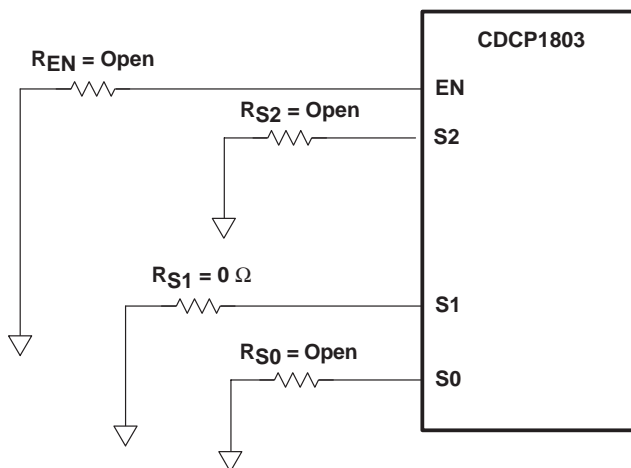 CDCP1803
REN = Open
EN
RS2 = Open
S2
RS1 = 0 Ω
S1
RS0 = Open
S0